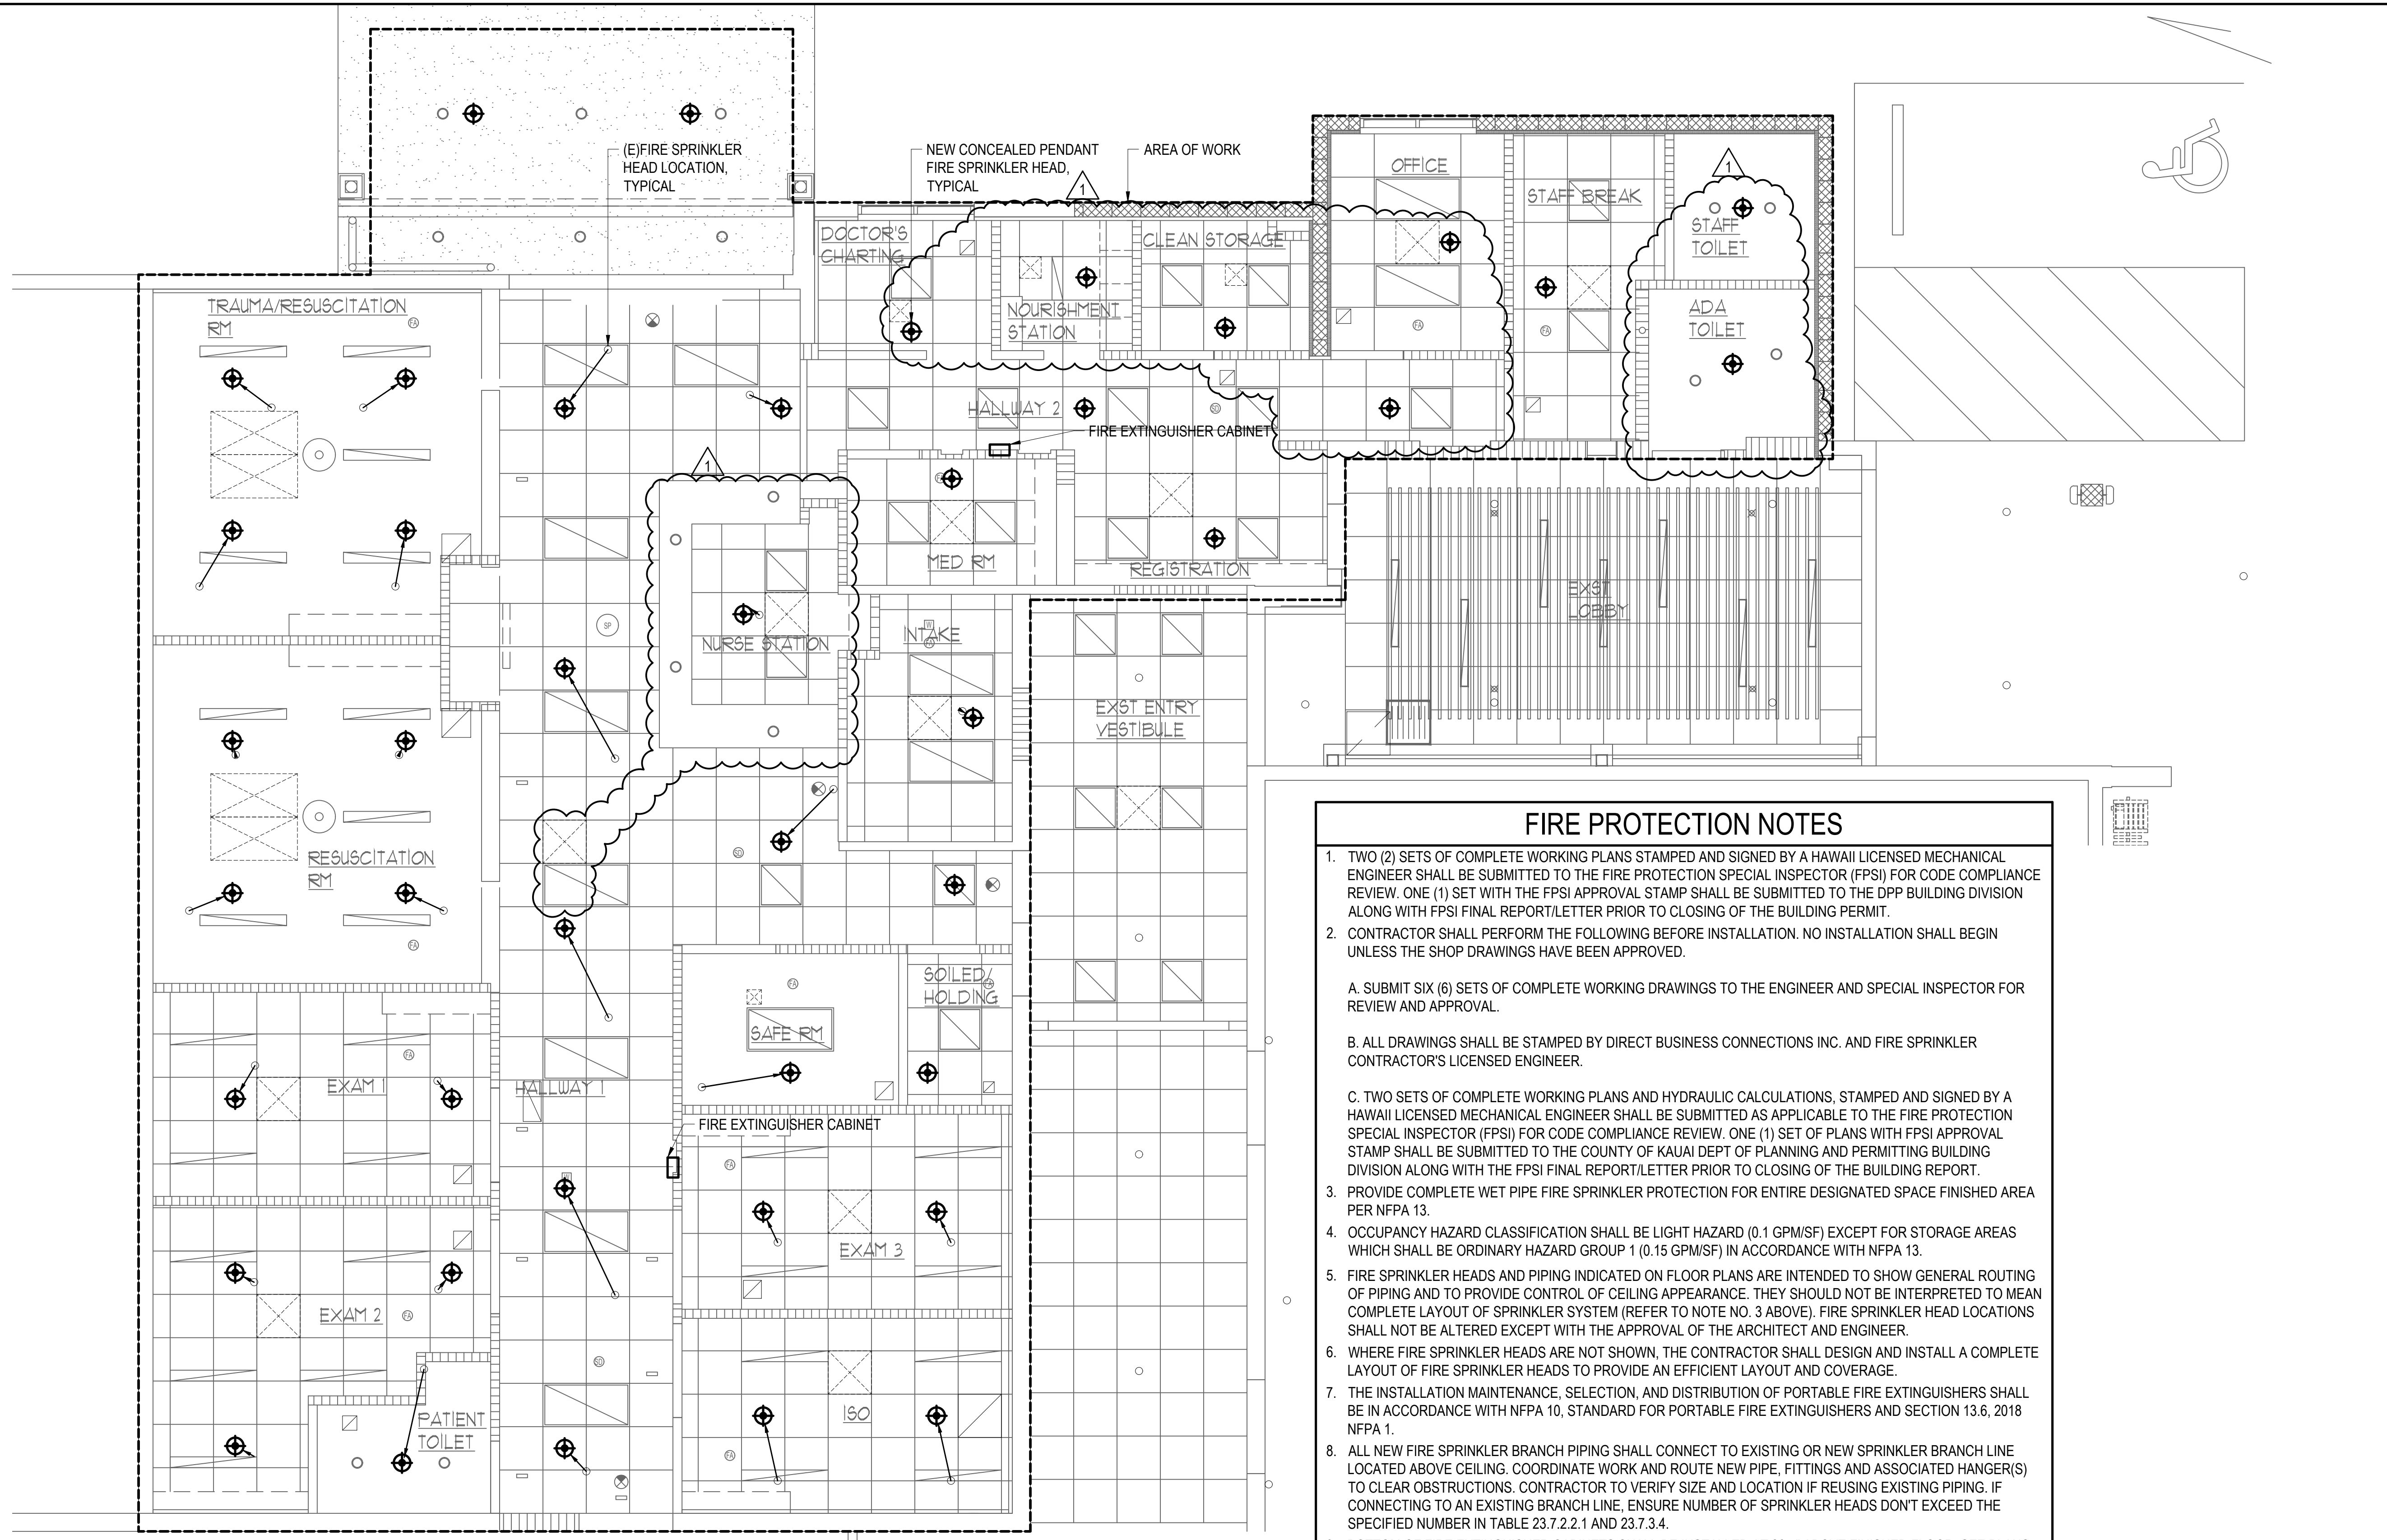 (E)FIRE SPRINKLER
HEAD LOCATION,
TYPICAL
NEW CONCEALED PENDANT
FIRE SPRINKLER HEAD,
TYPICAL
1
AREA OF WORK
OFFICE
STAFF BREAK
1
STAFF
TOILET
DOCTOR'S
CHARTING
CLEAN STORAGE
NOURISHMENT
STATION
ADA
TOILET
TRAUMA/RESUSCITATION
RM
FA
FA
FA
HALLWAY 2
SD
FIRE EXTINGUISHER CABINET
1
FA
MED RM
REGISTRATION
EXST
LOBBY
SP
NURSE STATION
W
INTAKE
FA
EXST ENTRY
VESTIBULE
RESUSCITATION
RM
SD
FA
SOILED/
HOLDING
FA
FA
SAFE RM
EXAM 1
FA
HALLWAY 1
FIRE EXTINGUISHER CABINET
FA
W
EXAM 3
EXAM 2
FA
SD
PATIENT
TOILET
ISO
FA
FIRE PROTECTION NOTES
1. TWO (2) SETS OF COMPLETE WORKING PLANS STAMPED AND SIGNED BY A HAWAII LICENSED MECHANICAL
ENGINEER SHALL BE SUBMITTED TO THE FIRE PROTECTION SPECIAL INSPECTOR (FPSI) FOR CODE COMPLIANCE
REVIEW. ONE (1) SET WITH THE FPSI APPROVAL STAMP SHALL BE SUBMITTED TO THE DPP BUILDING DIVISION
ALONG WITH FPSI FINAL REPORT/LETTER PRIOR TO CLOSING OF THE BUILDING PERMIT.
2. CONTRACTOR SHALL PERFORM THE FOLLOWING BEFORE INSTALLATION. NO INSTALLATION SHALL BEGIN
UNLESS THE SHOP DRAWINGS HAVE BEEN APPROVED.
A. SUBMIT SIX (6) SETS OF COMPLETE WORKING DRAWINGS TO THE ENGINEER AND SPECIAL INSPECTOR FOR
REVIEW AND APPROVAL.
B. ALL DRAWINGS SHALL BE STAMPED BY DIRECT BUSINESS CONNECTIONS INC. AND FIRE SPRINKLER
CONTRACTOR'S LICENSED ENGINEER.
C. TWO SETS OF COMPLETE WORKING PLANS AND HYDRAULIC CALCULATIONS, STAMPED AND SIGNED BY A
HAWAII LICENSED MECHANICAL ENGINEER SHALL BE SUBMITTED AS APPLICABLE TO THE FIRE PROTECTION
SPECIAL INSPECTOR (FPSI) FOR CODE COMPLIANCE REVIEW. ONE (1) SET OF PLANS WITH FPSI APPROVAL
STAMP SHALL BE SUBMITTED TO THE COUNTY OF KAUAI DEPT OF PLANNING AND PERMITTING BUILDING
DIVISION ALONG WITH THE FPSI FINAL REPORT/LETTER PRIOR TO CLOSING OF THE BUILDING REPORT.
3. PROVIDE COMPLETE WET PIPE FIRE SPRINKLER PROTECTION FOR ENTIRE DESIGNATED SPACE FINISHED AREA
PER NFPA 13.
4. OCCUPANCY HAZARD CLASSIFICATION SHALL BE LIGHT HAZARD (0.1 GPM/SF) EXCEPT FOR STORAGE AREAS
WHICH SHALL BE ORDINARY HAZARD GROUP 1 (0.15 GPM/SF) IN ACCORDANCE WITH NFPA 13.
5. FIRE SPRINKLER HEADS AND PIPING INDICATED ON FLOOR PLANS ARE INTENDED TO SHOW GENERAL ROUTING
OF PIPING AND TO PROVIDE CONTROL OF CEILING APPEARANCE. THEY SHOULD NOT BE INTERPRETED TO MEAN
COMPLETE LAYOUT OF SPRINKLER SYSTEM (REFER TO NOTE NO. 3 ABOVE). FIRE SPRINKLER HEAD LOCATIONS
SHALL NOT BE ALTERED EXCEPT WITH THE APPROVAL OF THE ARCHITECT AND ENGINEER.
6. WHERE FIRE SPRINKLER HEADS ARE NOT SHOWN, THE CONTRACTOR SHALL DESIGN AND INSTALL A COMPLETE
LAYOUT OF FIRE SPRINKLER HEADS TO PROVIDE AN EFFICIENT LAYOUT AND COVERAGE.
7. THE INSTALLATION MAINTENANCE, SELECTION, AND DISTRIBUTION OF PORTABLE FIRE EXTINGUISHERS SHALL
BE IN ACCORDANCE WITH NFPA 10, STANDARD FOR PORTABLE FIRE EXTINGUISHERS AND SECTION 13.6, 2018
NFPA 1.
8. ALL NEW FIRE SPRINKLER BRANCH PIPING SHALL CONNECT TO EXISTING OR NEW SPRINKLER BRANCH LINE
LOCATED ABOVE CEILING. COORDINATE WORK AND ROUTE NEW PIPE, FITTINGS AND ASSOCIATED HANGER(S)
TO CLEAR OBSTRUCTIONS. CONTRACTOR TO VERIFY SIZE AND LOCATION IF REUSING EXISTING PIPING. IF
CONNECTING TO AN EXISTING BRANCH LINE, ENSURE NUMBER OF SPRINKLER HEADS DON'T EXCEED THE
SPECIFIED NUMBER IN TABLE 23.7.2.2.1 AND 23.7.3.4.